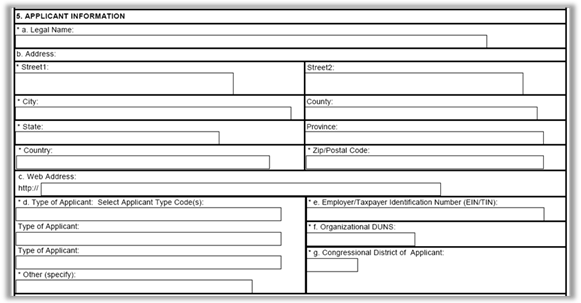 5. APPLICANT INFORMATION
* a. Legal Name:
b. Address:
* Street1:
Street2:
* City:
County:
* State:
Province:
* Country:
* Zip/Postal Code:
c. Web Address:
http://
* d. Type of Applicant: Select Applicant Type Code(s):
* e. Employer/Taxpayer Identification Number (EIN/TIN):
Type of Applicant:
* f. Organizational DUNS:
Type of Applicant:
* g. Congressional District of Applicant:
* Other (specify):